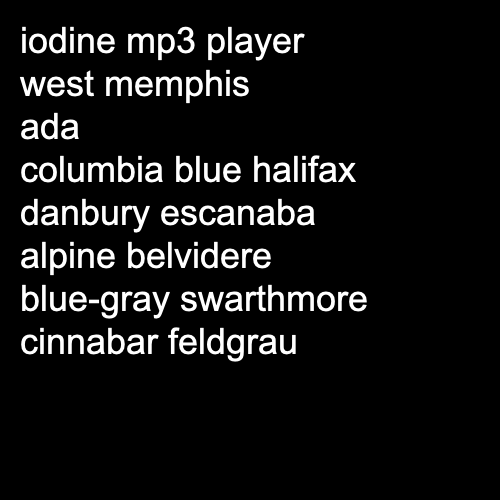 iodine mp3 player
west memphis
ada
columbia blue halifax
danbury escanaba
alpine belvidere
blue-gray swarthmore
cinnabar feldgrau